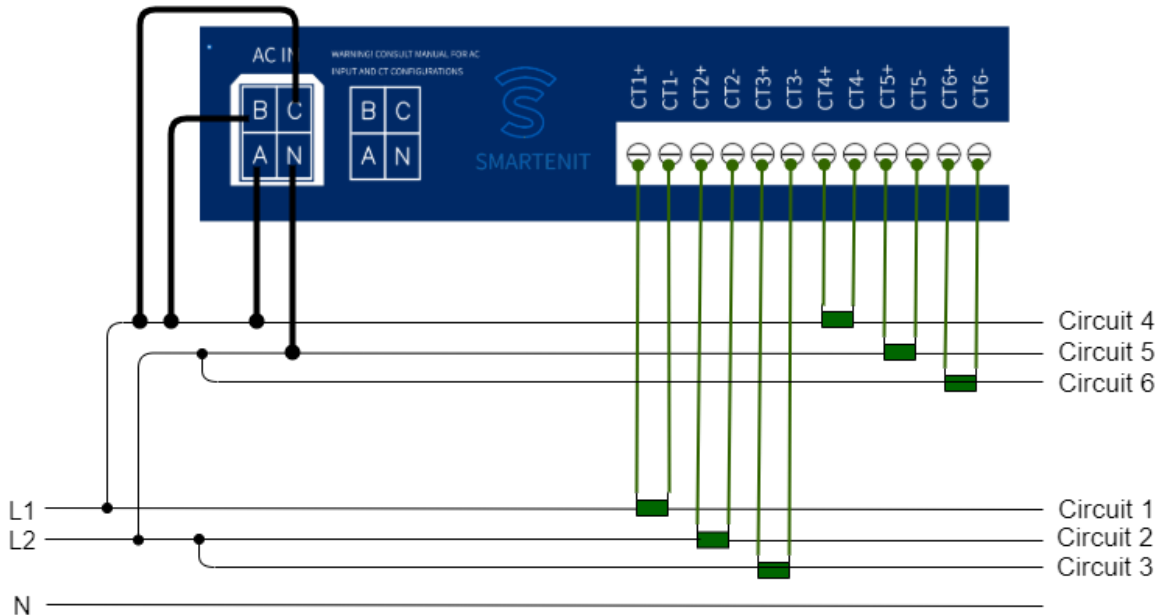 AC IN
WARNING! CONSULT MANUAL FOR AC
INPUT AND CT CONFIGURATIONS
CT1+ CT1- CT2+ CT2- CT3+ CT3- CT4+ CT4- CT5+ CT5- CT6+ CT6-
B C
A N
B C
A N
SMARTENIT
Circuit 4
Circuit 5
Circuit 6
L1
Circuit 1
L2
Circuit 2
Circuit 3
N